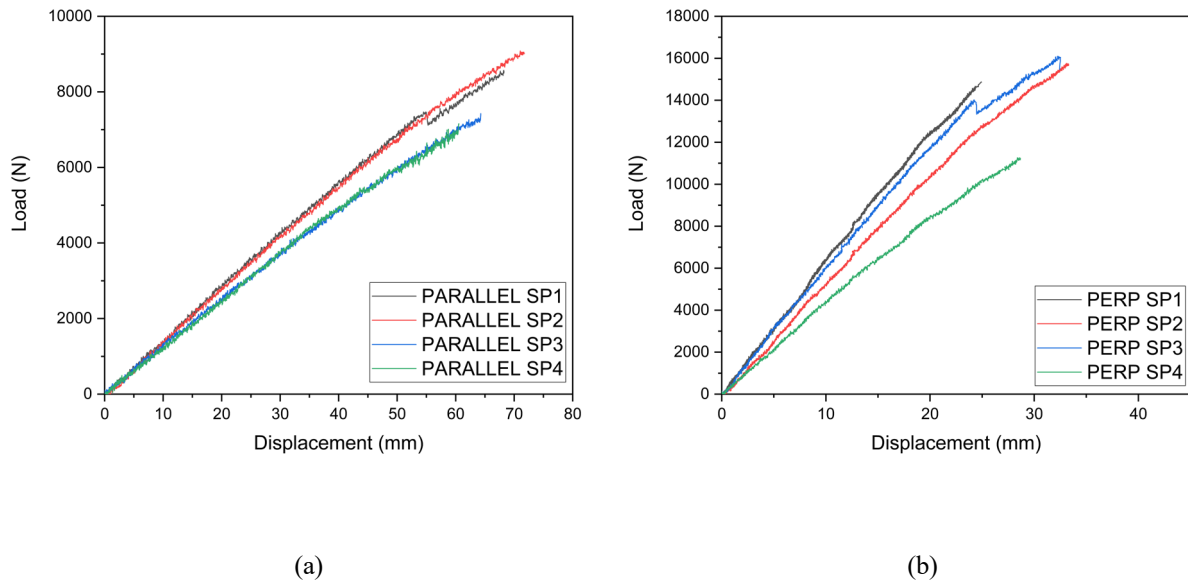 10000
8000
6000
4000
2000
0
Load (N)
0 10 20 30 40 50 60 70 80
Displacement (mm)
PARALLEL SP1
PARALLEL SP2
PARALLEL SP3
PARALLEL SP4
(a)
18000
16000
14000
12000
10000
8000
6000
4000
2000
0
Load (N)
0 10 20 30 40
Displacement (mm)
PERP SP1
PERP SP2
PERP SP3
PERP SP4
(b)